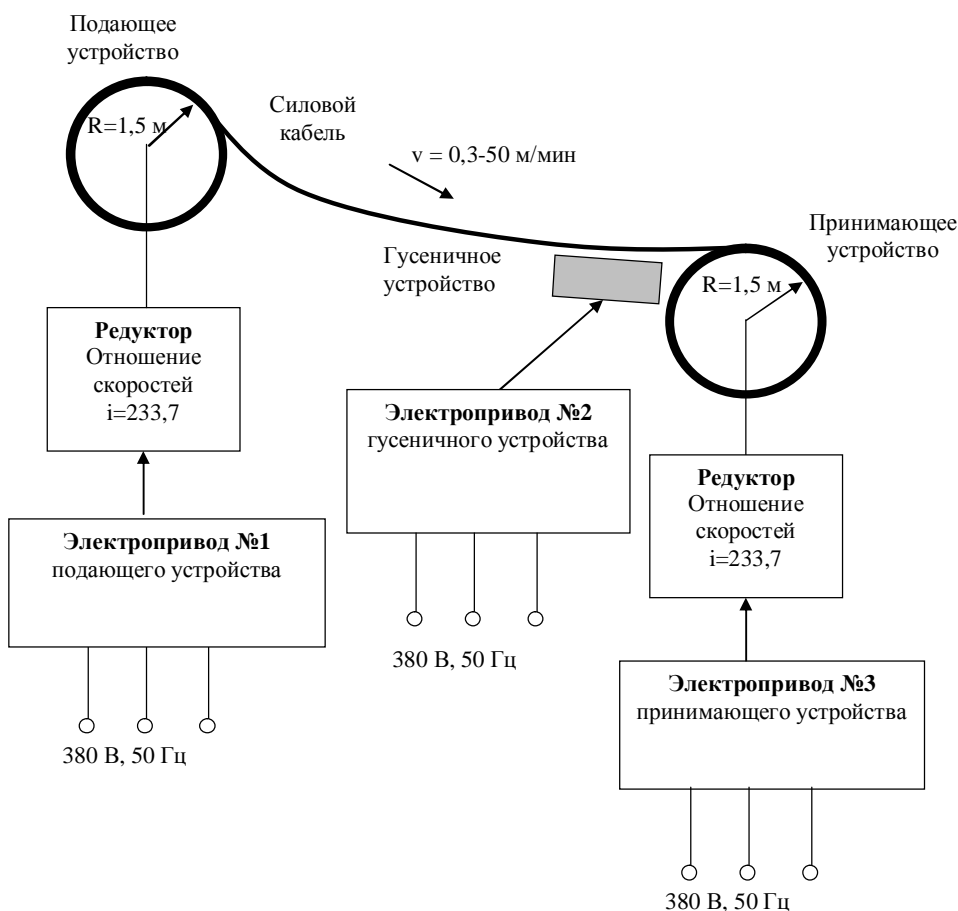 Подающее
устройство
R=1,5 м
Силовой
кабель
v = 0,3-50 м/мин
Принимающее
устройство
Гусеничное
устройство
R=1,5 м
Редуктор
Отношение
скоростей
i=233,7
Электропривод №2
гусеничного устройства
Редуктор
Отношение
скоростей
i=233,7
Электропривод №1
подающего устройства
380 В, 50 Гц
Электропривод №3
принимающего устройства
380 В, 50 Гц
380 В, 50 Гц